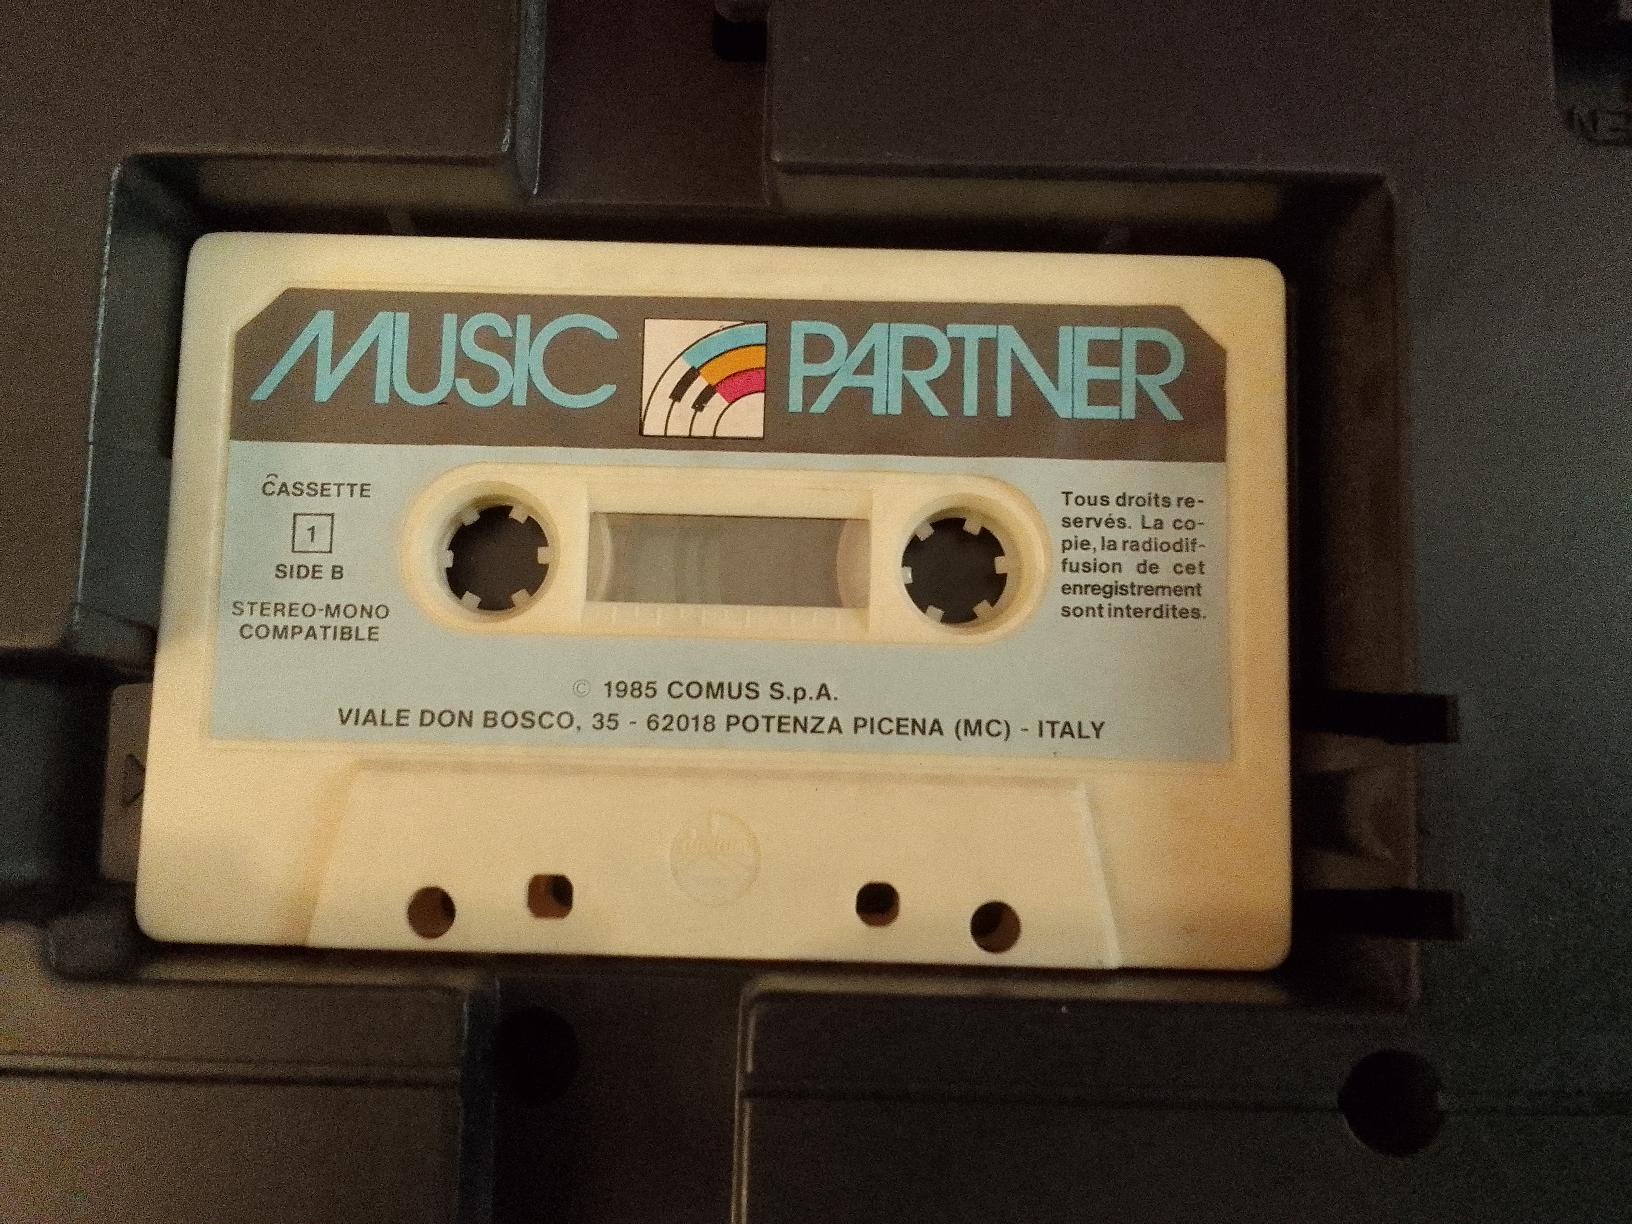 MUSIC PARTNER
CASSETTE
1
SIDE B
STEREO-MONO
COMPATIBLE
Tous droits re-
servés. La co-
pie, la radiodif-
fusion de cet
enregistrement
sont interdites.
© 1985 COMUS S.p.A.
VIALE DON BOSCO, 35 - 62018 POTENZA PICENA (MC) - ITALY